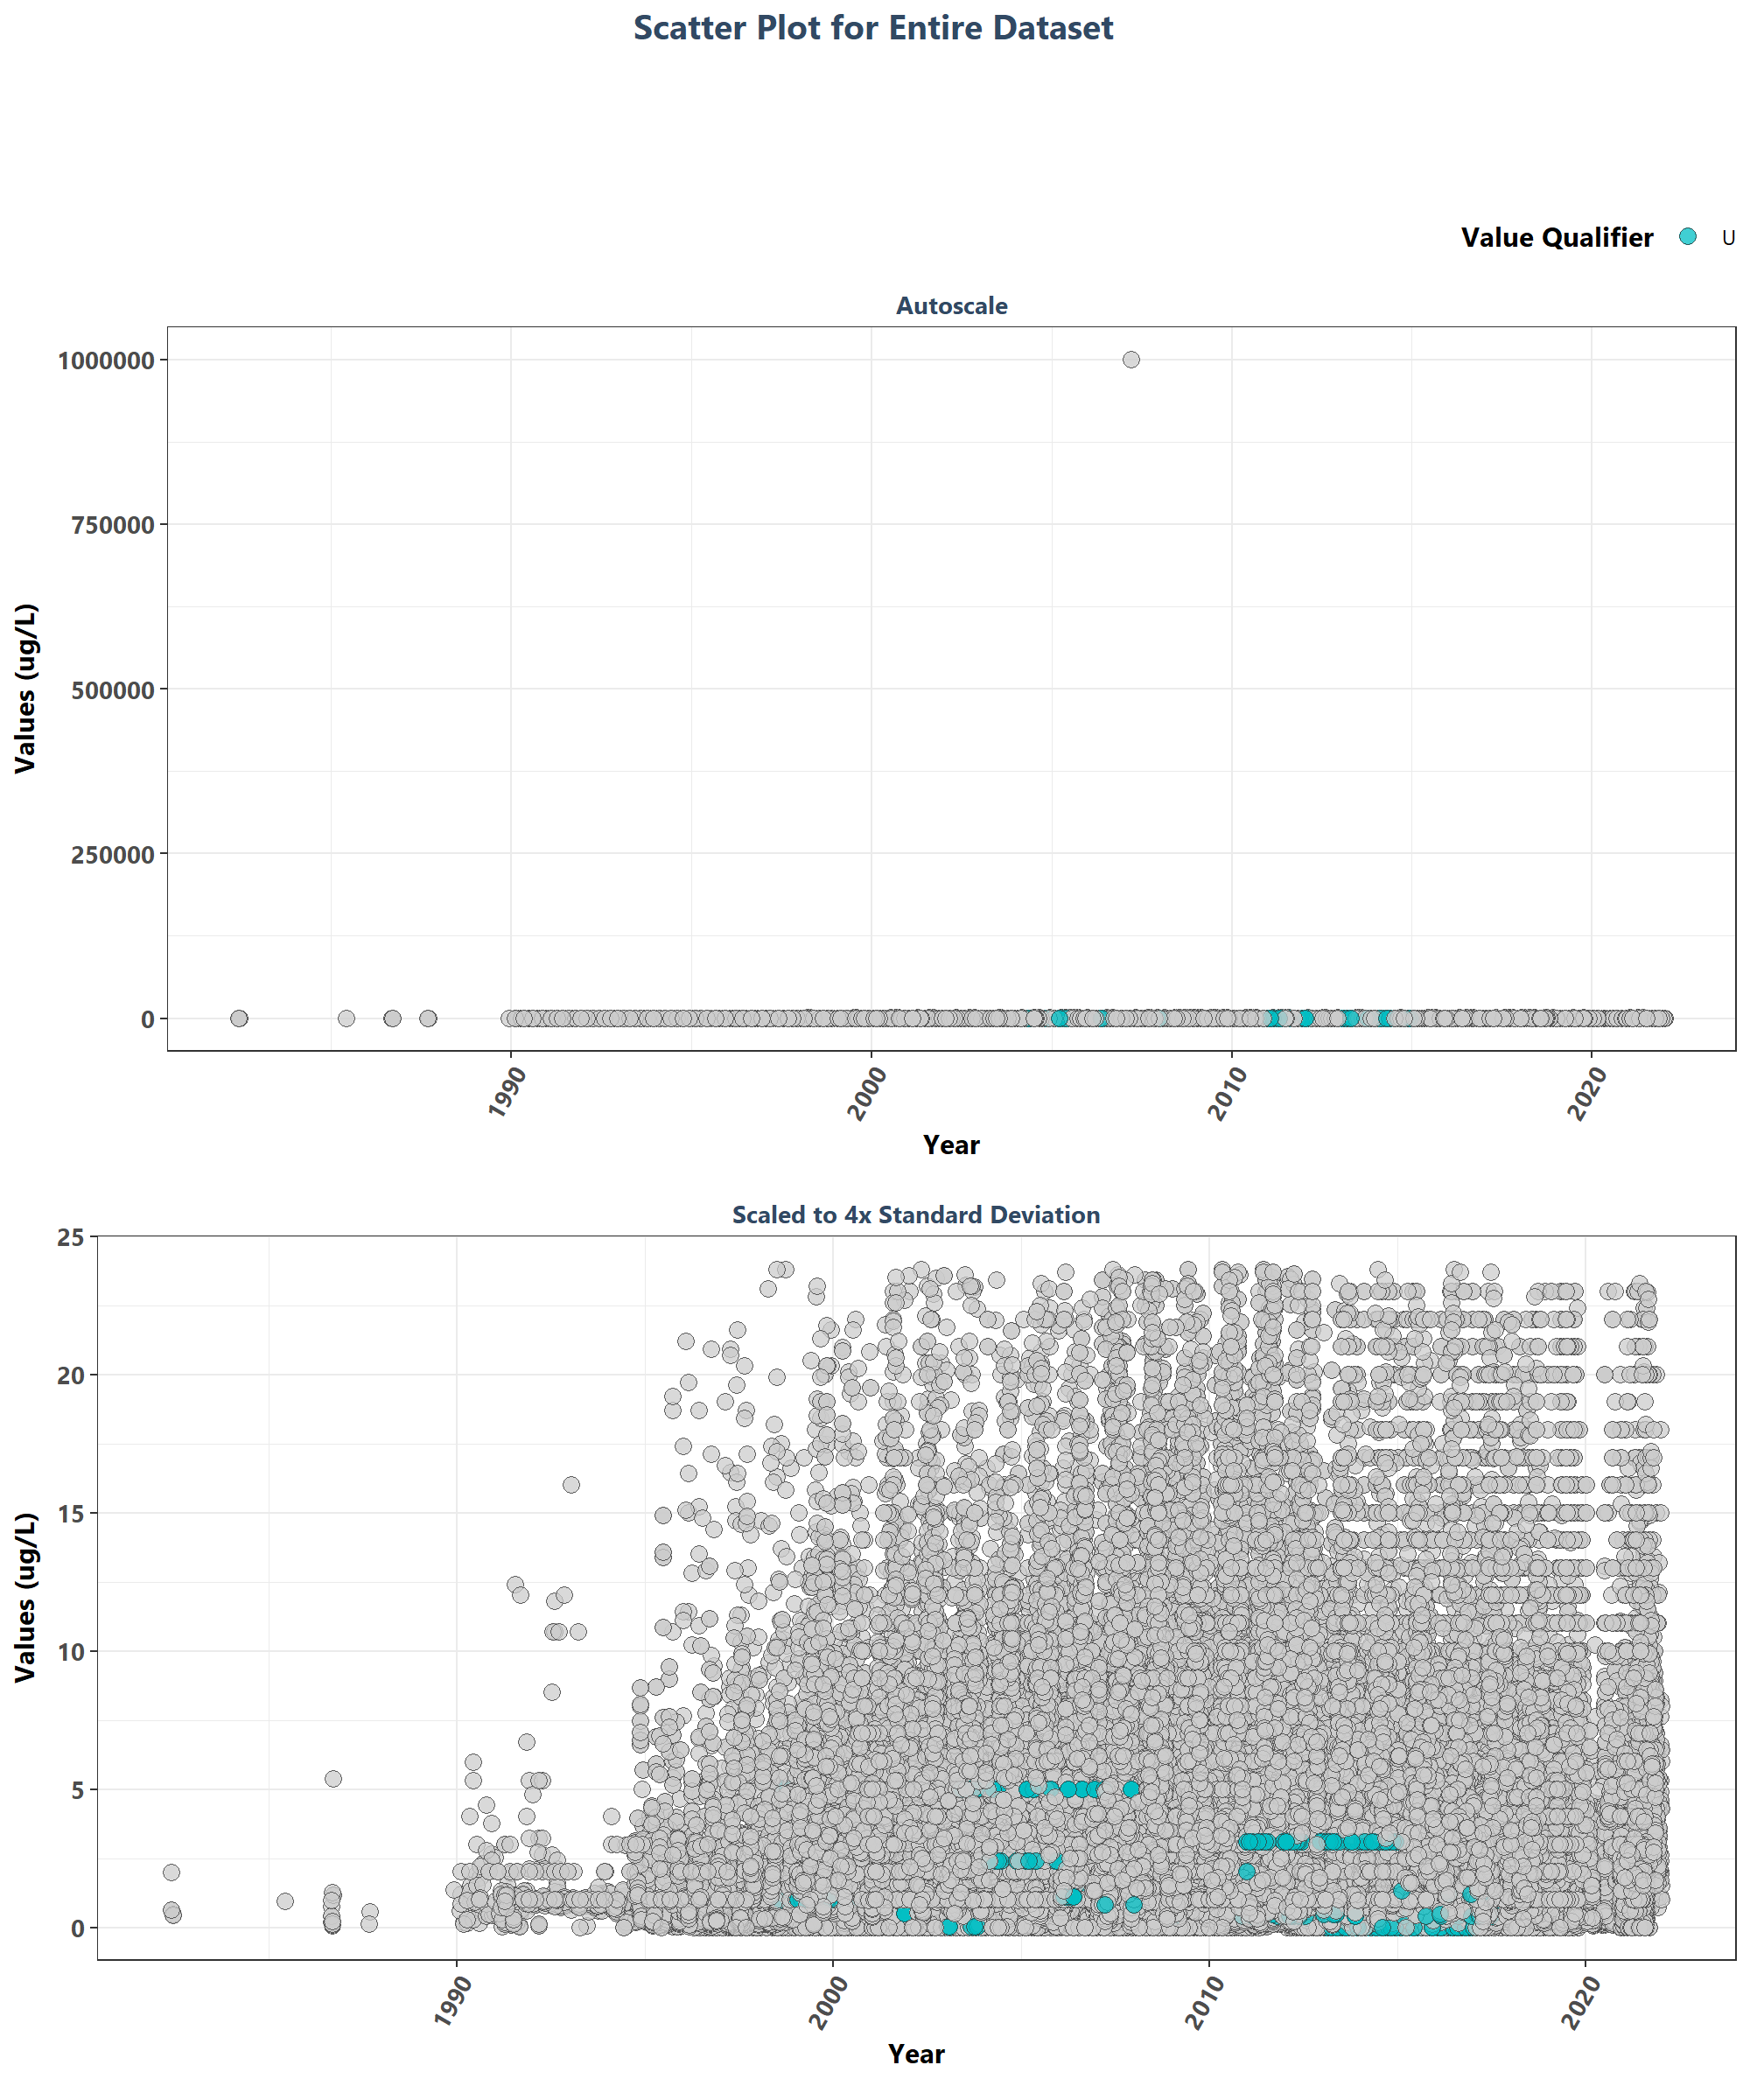 Scatter Plot for Entire Dataset
Value Qualifier U
Autoscale
1000000
750000
500000
250000
0
Values (ug/L)
1990 2000 2010 2020
Year
Scaled to 4x Standard Deviation
25
20
15
10
5
0
Values (ug/L)
1990 2000 2010 2020
Year